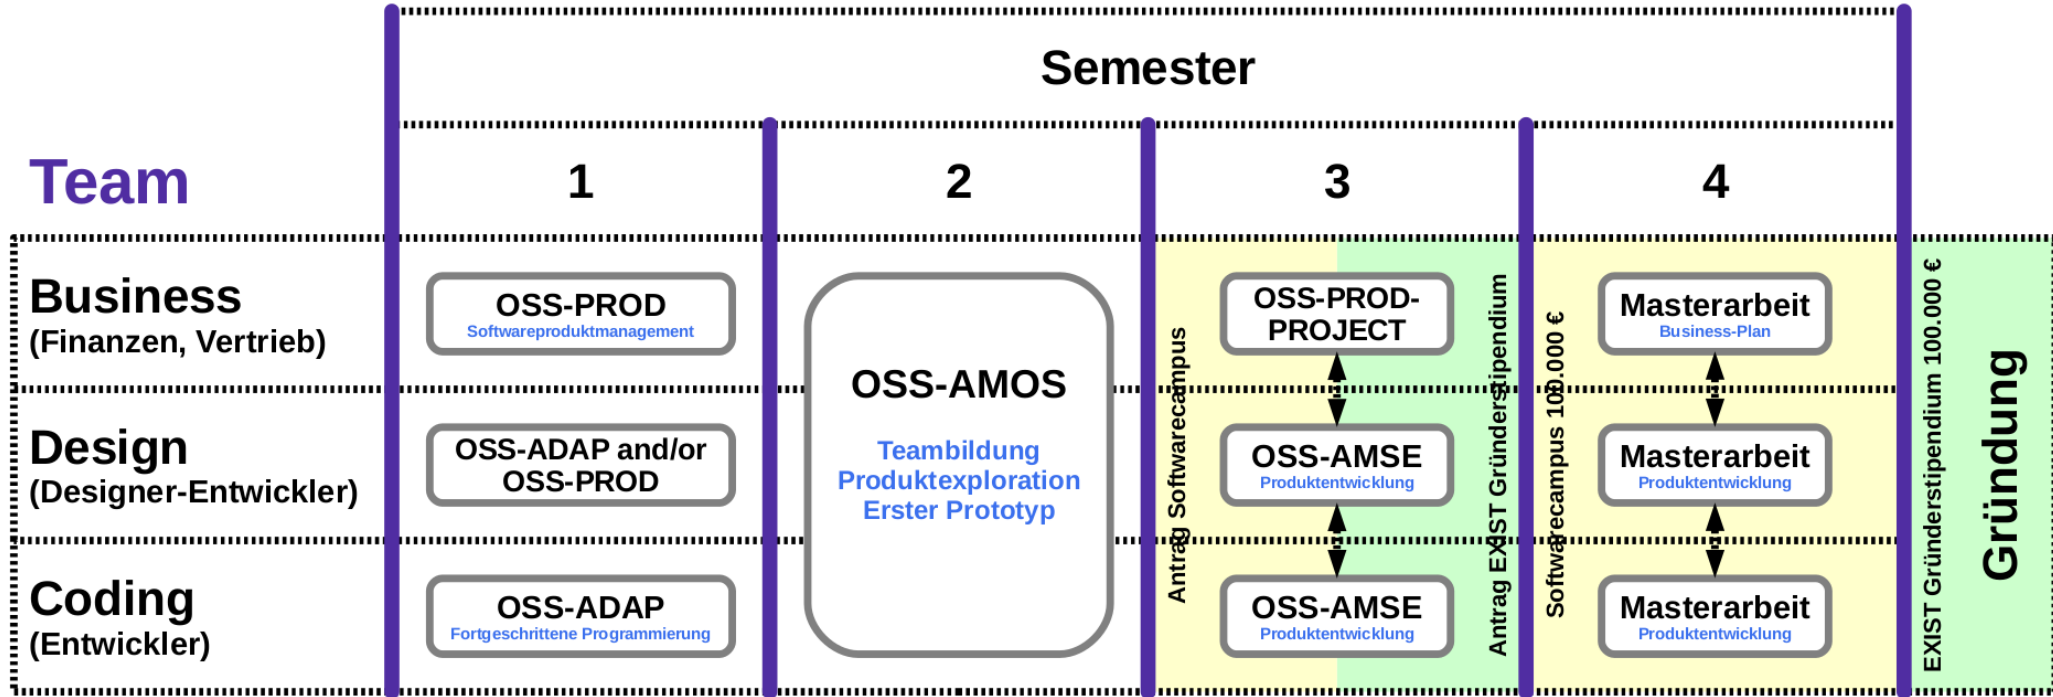 Semester
Team
1
2
3
4
Business
(Finanzen, Vertrieb)
OSS-PROD
Softwareproduktmanagement
Design
(Designer-Entwickler)
OSS-ADAP and/or
OSS-PROD
Coding
(Entwickler)
OSS-ADAP
Fortgeschrittene Programmierung
OSS-AMOS
Teambildung
Produktexploration
Erster Prototyp
Antrag Softwarecampus
OSS-PROD-
PROJECT
OSS-AMSE
Produktentwicklung
OSS-AMSE
Produktentwicklung
Antrag EXIST Gründerstipendium
Softwarecampus 100.000 €
Masterarbeit
Business-Plan
Masterarbeit
Produktentwicklung
Masterarbeit
Produktentwicklung
EXIST Gründerstipendium 100.000 €
Gründung